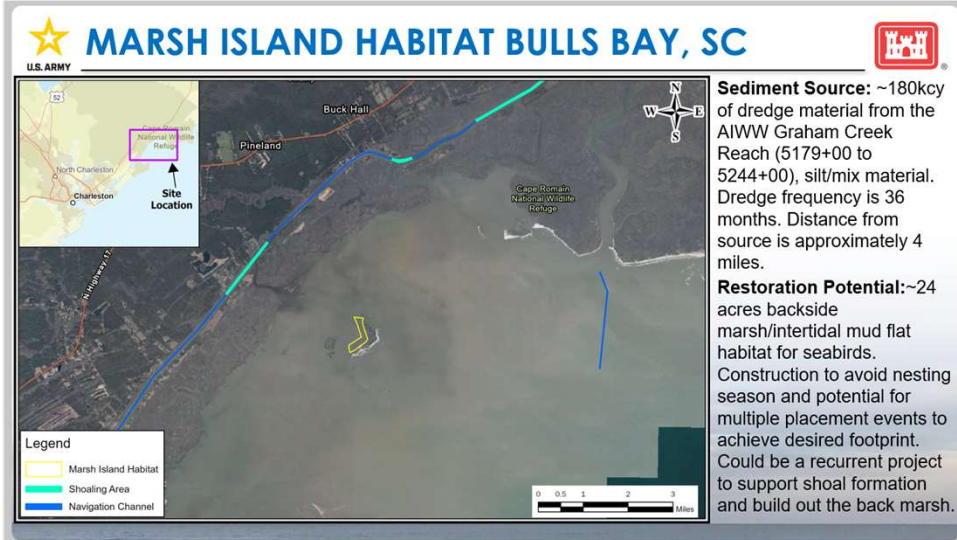 U.S. ARMY
MARSH ISLAND HABITAT BULLS BAY, SC
52
Cape Romain
National Wildlife
Refuge
North Charleston
Charleston
Site
Location
Buck Hall
Pineland
N Highway 17
Cape Romain
National Wildlife
Refuge
N
W E
S
Legend
Marsh Island Habitat
Shoaling Area
Navigation Channel
0 0.5 1 2 3
Miles
Sediment Source: ~180kcy
of dredge material from the
AIWW Graham Creek
Reach (5179+00 to
5244+00), silt/mix material.
Dredge frequency is 36
months. Distance from
source is approximately 4
miles.
Restoration Potential:~24
acres backside
marsh/intertidal mud flat
habitat for seabirds.
Construction to avoid nesting
season and potential for
multiple placement events to
achieve desired footprint.
Could be a recurrent project
to support shoal formation
and build out the back marsh.